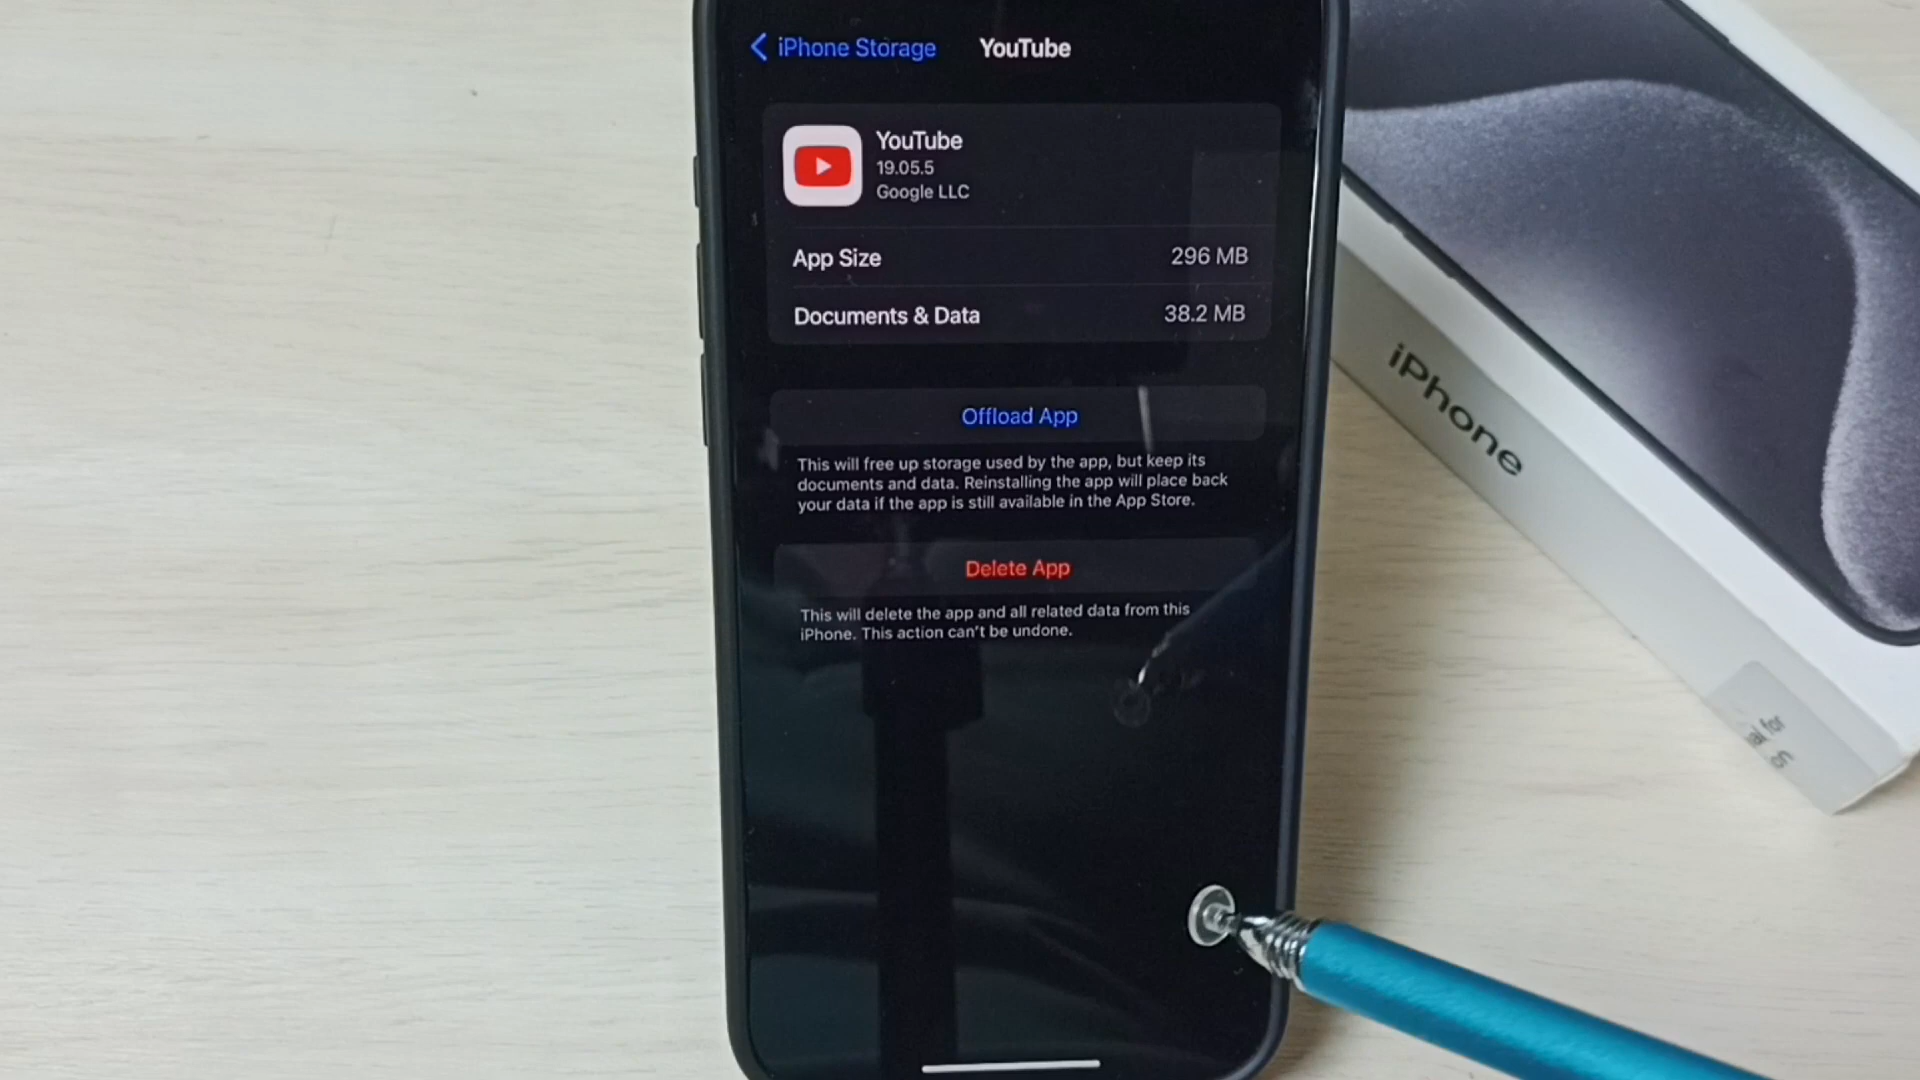 iPhone Storage
YouTube
YouTube
19.05.5
Google LLC
App Size
296 MB
Documents & Data
38.2 MB
Offload App
This will free up storage used by the app, but keep its
documents and data. Reinstalling the app will place back
your data if the app is still available in the App Store.
Delete App
This will delete the app and all related data from this
iPhone. This action can't be undone.
iPhone
for